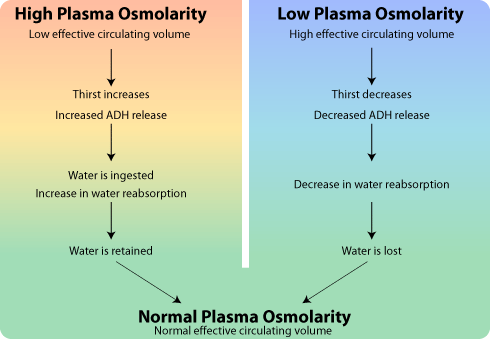 High Plasma Osmolarity
Low effective circulating volume
Thirst increases
Increased ADH release
Water is ingested
Increase in water reabsorption
Water is retained
Low Plasma Osmolarity
High effective circulating volume
Thirst decreases
Decreased ADH release
Decrease in water reabsorption
Water is lost
Normal Plasma Osmolarity
Normal effective circulating volume